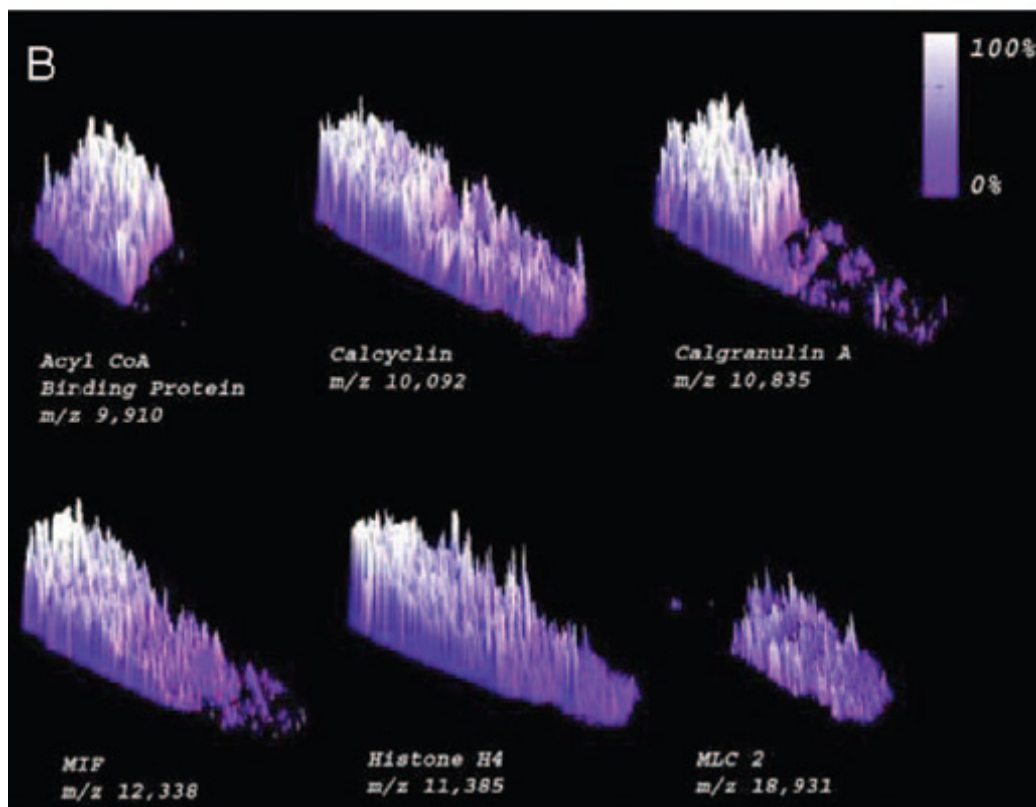 B
100%
0%
Acyl CoA
Binding Protein
m/z 9,910
Calcyclin
m/z 10,092
Calgranulin A
m/z 10,835
MIF
m/z 12,338
Histone H4
m/z 11,385
MLC 2
m/z 18,931